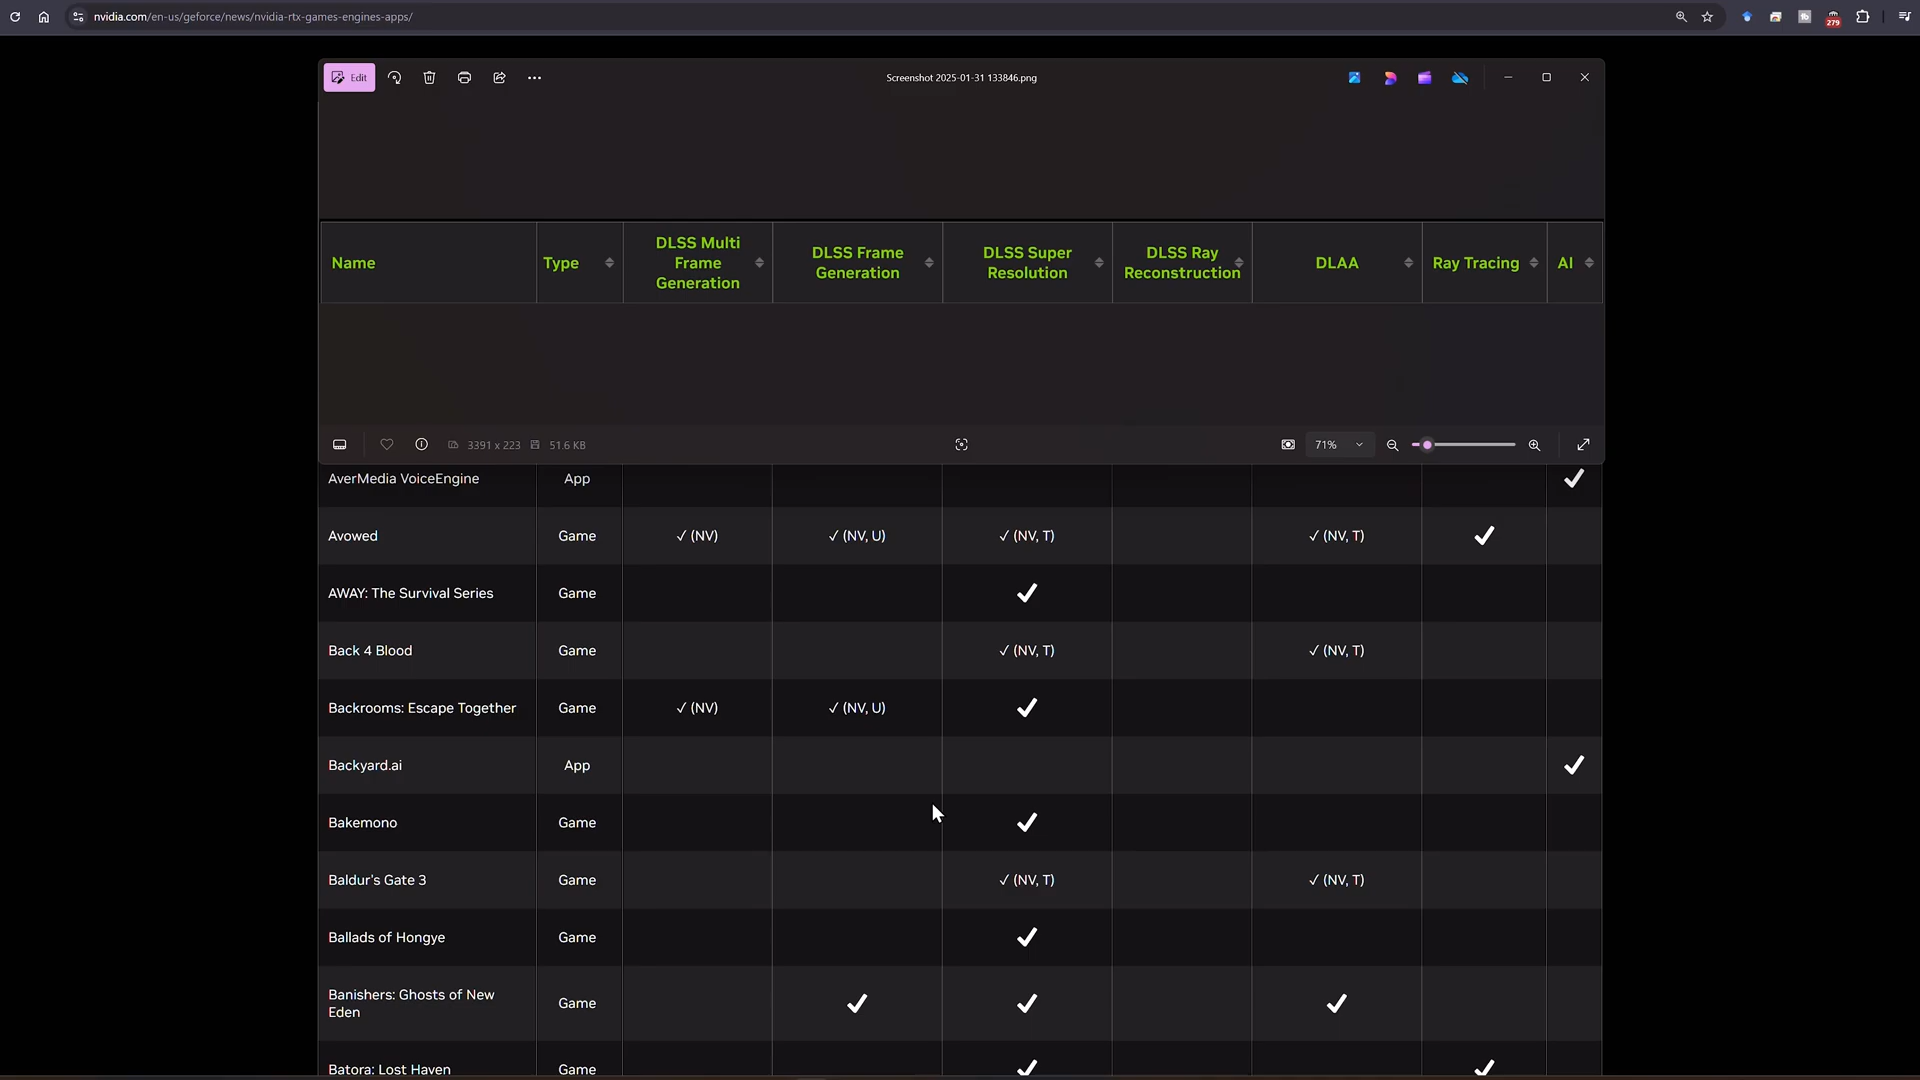 nvidia.com/en-us/geforce/news/nvidia-rtx-games-engines-apps/
279
Edit
Screenshot 2025-01-31 133846.png
Name
Type
DLSS Multi
Frame
Generation
DLSS Frame
Generation
DLSS Super
Resolution
DLSS Ray
Reconstruction
DLAA
Ray Tracing
AI
3391 x 223
51.6 KB
71%
AverMedia VoiceEngine App ✓
Avowed Game ✓ (NV) ✓ (NV, U) ✓ (NV, T) ✓ (NV, T) ✓
AWAY: The Survival Series Game ✓
Back 4 Blood Game ✓ (NV, T) ✓ (NV, T)
Backrooms: Escape Together Game ✓ (NV) ✓ (NV, U) ✓
Backyard.ai App ✓
Bakemono Game ✓
Baldur's Gate 3 Game ✓ (NV, T) ✓ (NV, T)
Ballads of Hongye Game ✓
Banishers: Ghosts of New
Eden
Game ✓ ✓ ✓
Batora: Lost Haven Game ✓ ✓